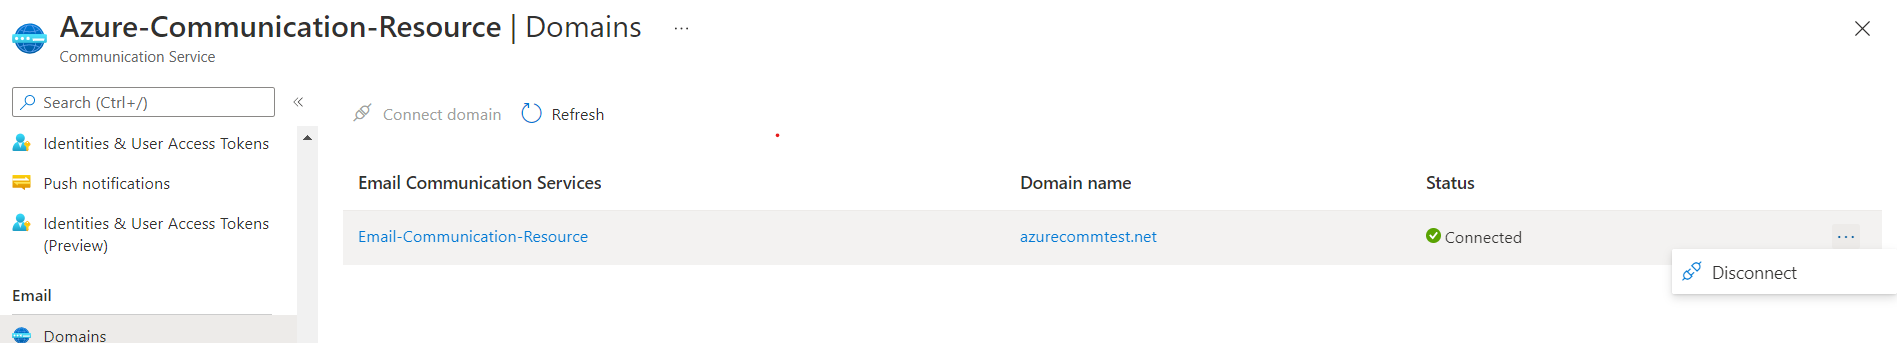 Azure-Communication-Resource | Domains ...
Communication Service
Search (Ctrl+/)
Identities & User Access Tokens
Push notifications
Identities & User Access Tokens
(Preview)
Email
Domains
Connect domain Refresh
Email Communication Services Domain name Status
Email-Communication-Resource azurecommtest.net Connected ...
Disconnect